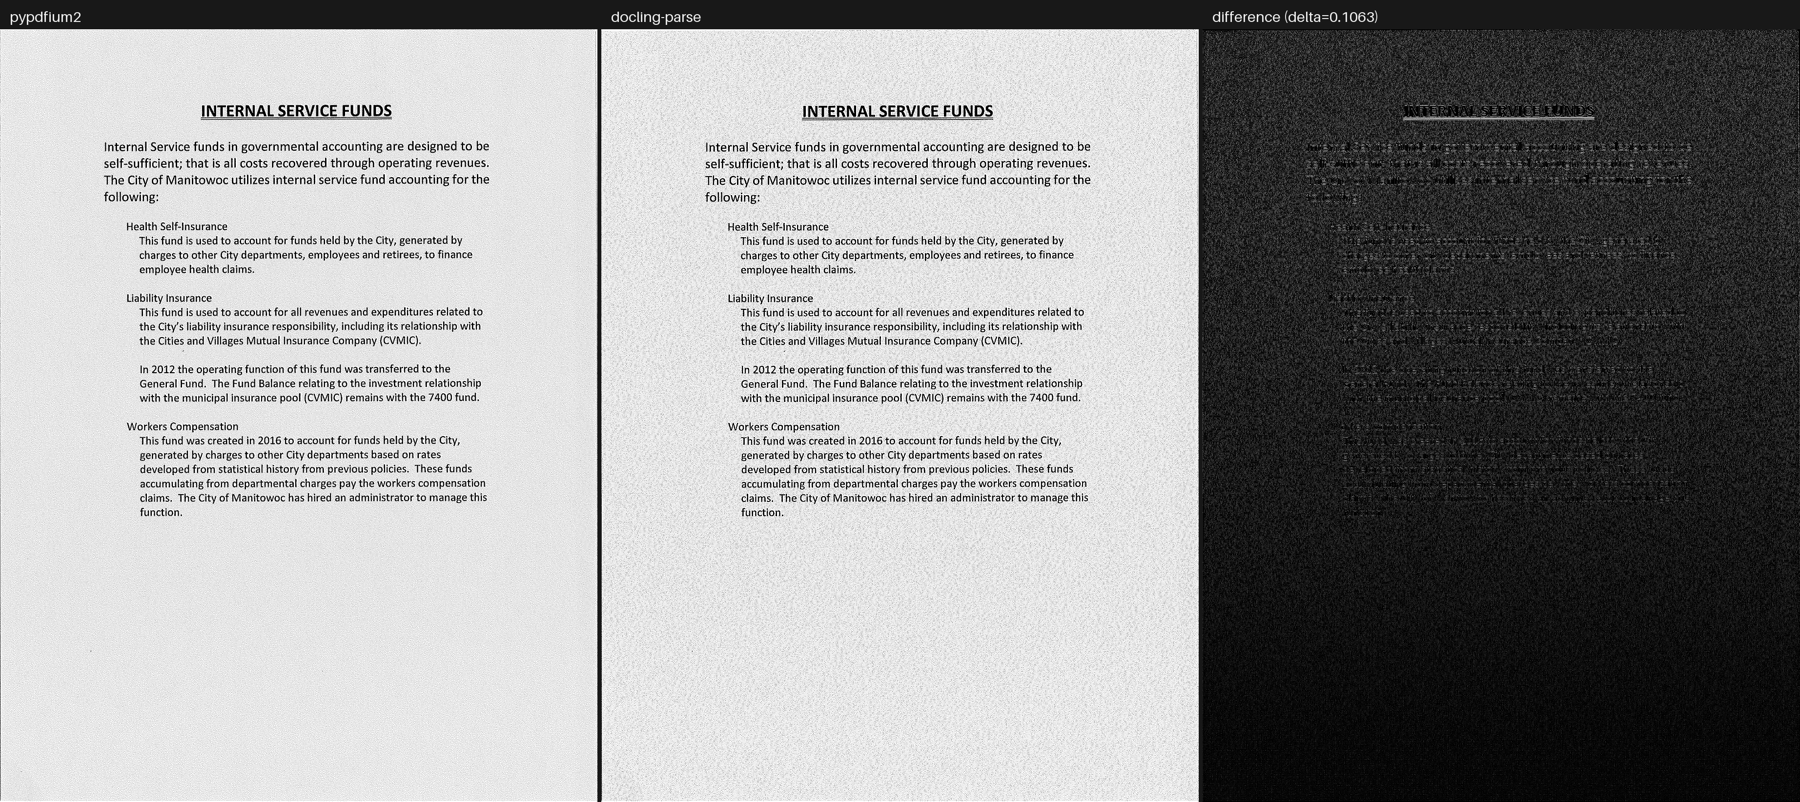 pypdfium2
INTERNAL SERVICE FUNDS
Internal Service funds in governmental accounting are designed to be
self-sufficient; that is all costs recovered through operating revenues.
The City of Manitowoc utilizes internal service fund accounting for the
following:
Health Self-Insurance
This fund is used to account for funds held by the City, generated by
charges to other City departments, employees and retirees, to finance
employee health claims.
Liability Insurance
This fund is used to account for all revenues and expenditures related to
the City's liability insurance responsibility, including its relationship with
the Cities and Villages Mutual Insurance Company (CVMIC).
In 2012 the operating function of this fund was transferred to the
General Fund.  The Fund Balance relating to the investment relationship
with the municipal insurance pool (CVMIC) remains with the 7400 fund.
Workers Compensation
This fund was created in 2016 to account for funds held by the City,
generated by charges to other City departments based on rates
developed from statistical history from previous policies.  These funds
accumulating from departmental charges pay the workers compensation
claims.  The City of Manitowoc has hired an administrator to manage this
function.
docling-parse
INTERNAL SERVICE FUNDS
Internal Service funds in governmental accounting are designed to be
self-sufficient; that is all costs recovered through operating revenues.
The City of Manitowoc utilizes internal service fund accounting for the
following:
Health Self-Insurance
This fund is used to account for funds held by the City, generated by
charges to other City departments, employees and retirees, to finance
employee health claims.
Liability Insurance
This fund is used to account for all revenues and expenditures related to
the City's liability insurance responsibility, including its relationship with
the Cities and Villages Mutual Insurance Company (CVMIC).
In 2012 the operating function of this fund was transferred to the
General Fund.  The Fund Balance relating to the investment relationship
with the municipal insurance pool (CVMIC) remains with the 7400 fund.
Workers Compensation
This fund was created in 2016 to account for funds held by the City,
generated by charges to other City departments based on rates
developed from statistical history from previous policies.  These funds
accumulating from departmental charges pay the workers compensation
claims.  The City of Manitowoc has hired an administrator to manage this
function.
difference (delta=0.1063)
INTERNAL SERVICE FUNDS